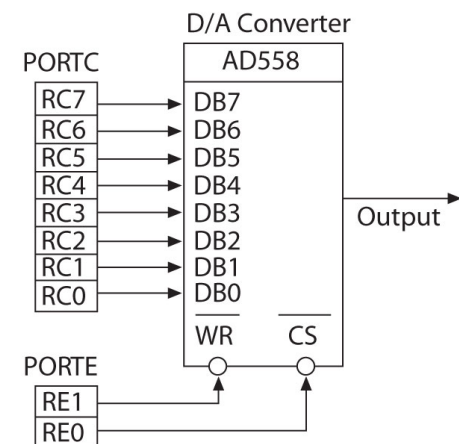 D/A Converter
PORTC
AD558
RC7 DB7
RC6 DB6
RC5 DB5
RC4 DB4
RC3 DB3
RC2 DB2
RC1 DB1
RC0 DB0
Output
WR CS
PORTE
RE1
RE0